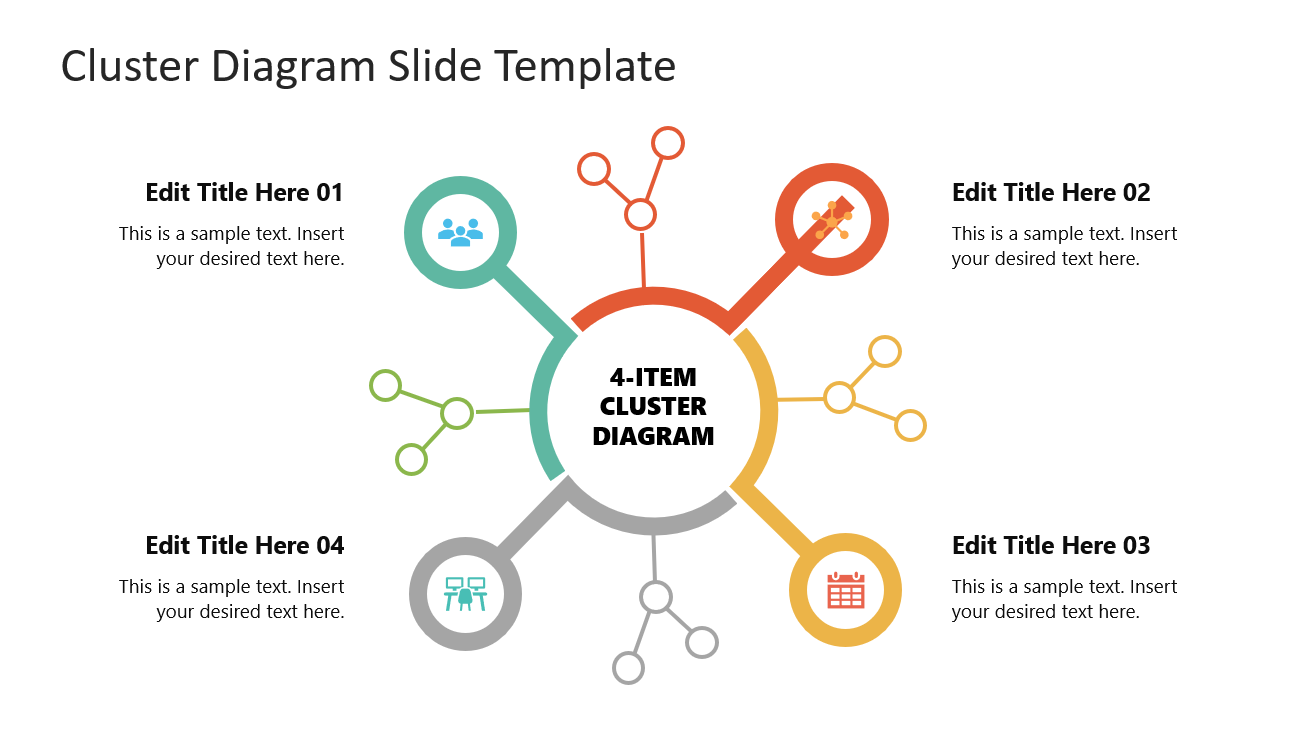 Cluster Diagram Slide Template
Edit Title Here 01
This is a sample text. Insert
your desired text here.
Edit Title Here 02
This is a sample text. Insert
your desired text here.
4-ITEM
CLUSTER
DIAGRAM
Edit Title Here 04
This is a sample text. Insert
your desired text here.
Edit Title Here 03
This is a sample text. Insert
your desired text here.